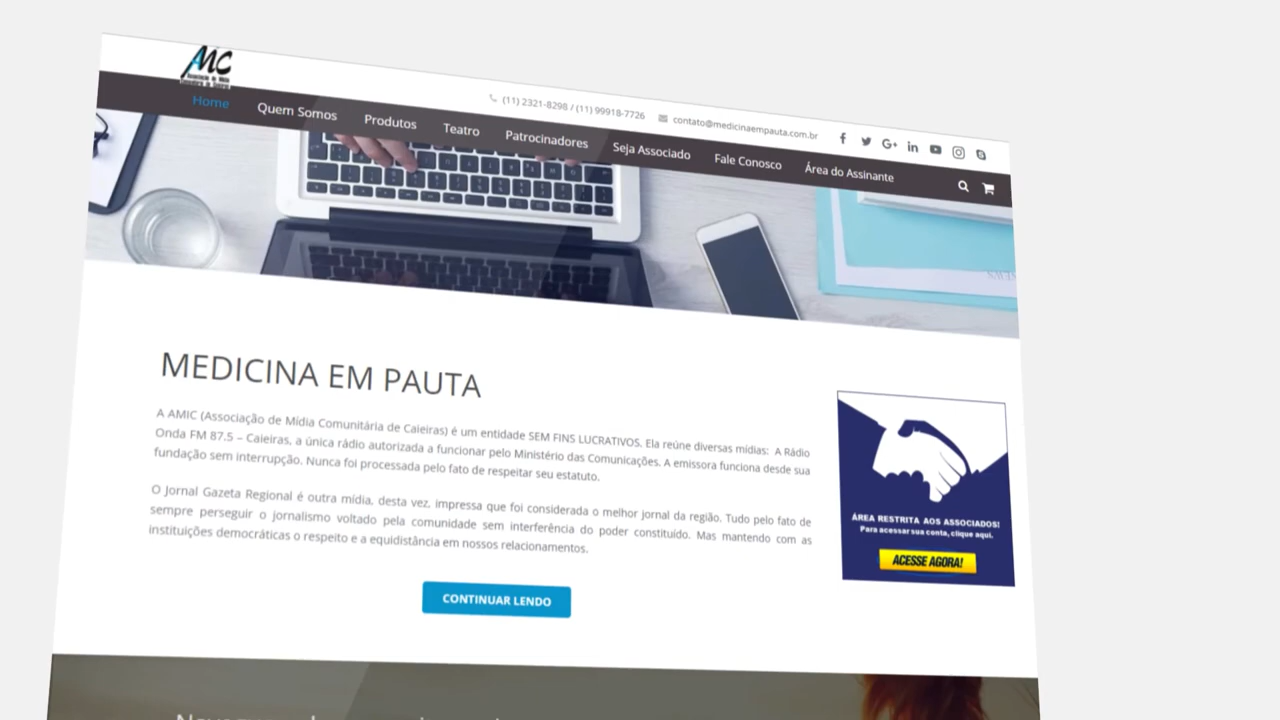 AMC
(11) 2321-8298 / (11) 99918-7726
contato@medicinaempauta.com.br
Home
Quem Somos
Produtos
Teatro
Patrocinadores
Seja Associado
Fale Conosco
Área do Assinante
MEDICINA EM PAUTA
A AMIC (Associação de Mídia Comunitária de Caieiras) é um entidade SEM FINS LUCRATIVOS. Ela reúne diversas mídias: A Rádio
Onda FM 87.5 – Caieiras, a única rádio autorizada a funcionar pelo Ministério das Comunicações. A emissora funciona desde sua
fundação sem interrupção. Nunca foi processada pelo fato de respeitar seu estatuto.
O Jornal Gazeta Regional é outra mídia, desta vez, impressa que foi considerada o melhor jornal da região. Tudo pelo fato de
sempre perseguir o jornalismo voltado pela comunidade sem interferência do poder constituído. Mas mantendo com as
instituições democráticas o respeito e a equidistância em nossos relacionamentos.
CONTINUAR LENDO
ÁREA RESTRITA AOS ASSOCIADOS!
Para acessar sua conta, clique aqui.
ACESSE AGORA!